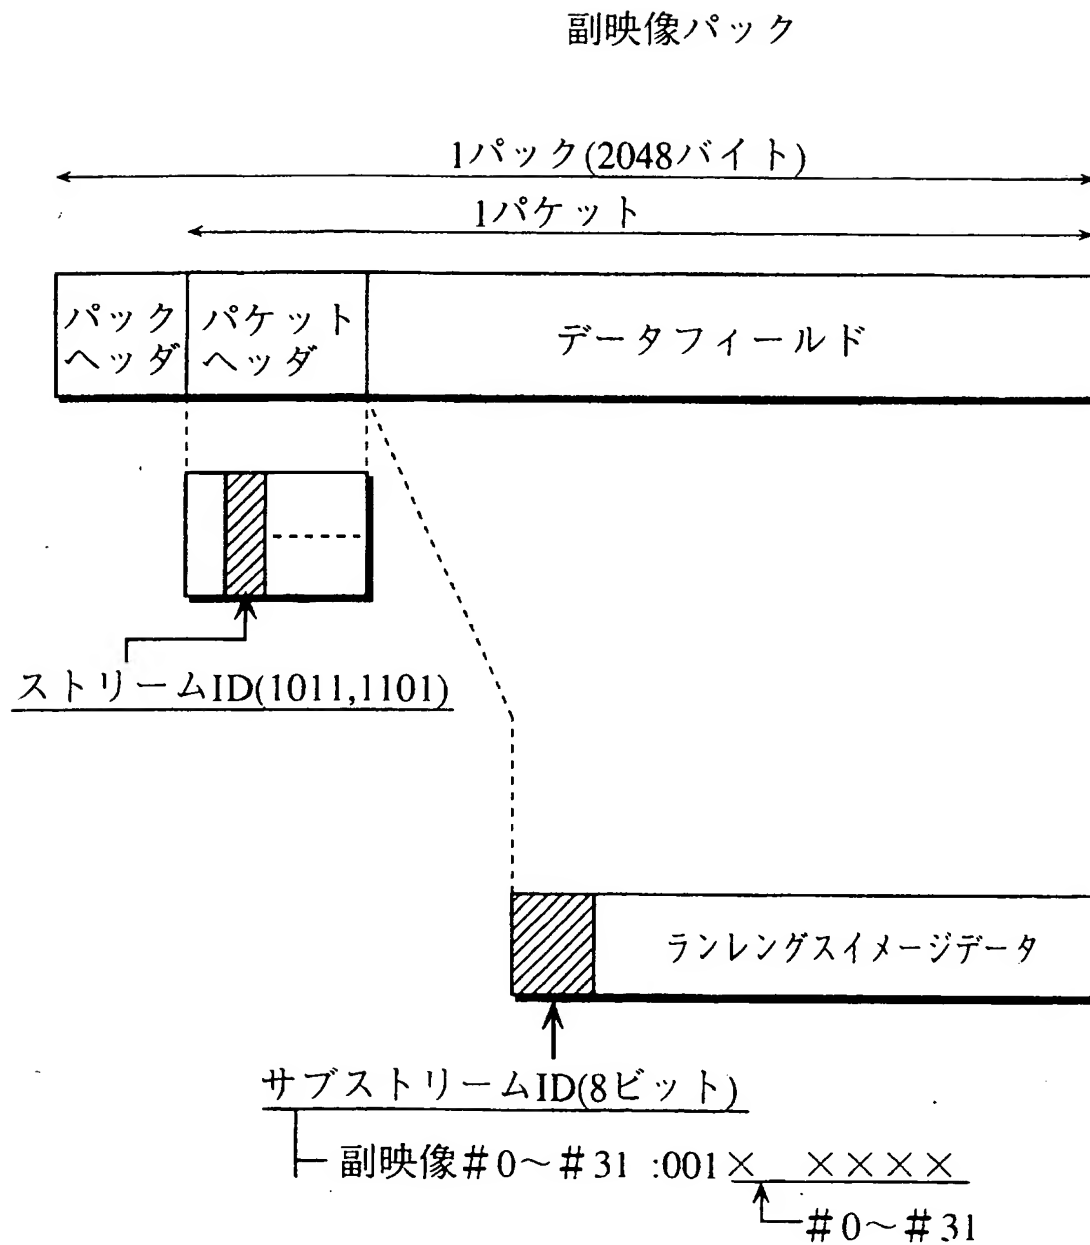 副映像パック
1パック(2048バイト)
1パケット
パック
ヘッダ
パケット
ヘッダ
データフィールド
ストリームID(1011,1101)
ランレングスイメージデータ
サブストリームID(8ビット)
副映像#0~#31 :001× ××××
#0~#31